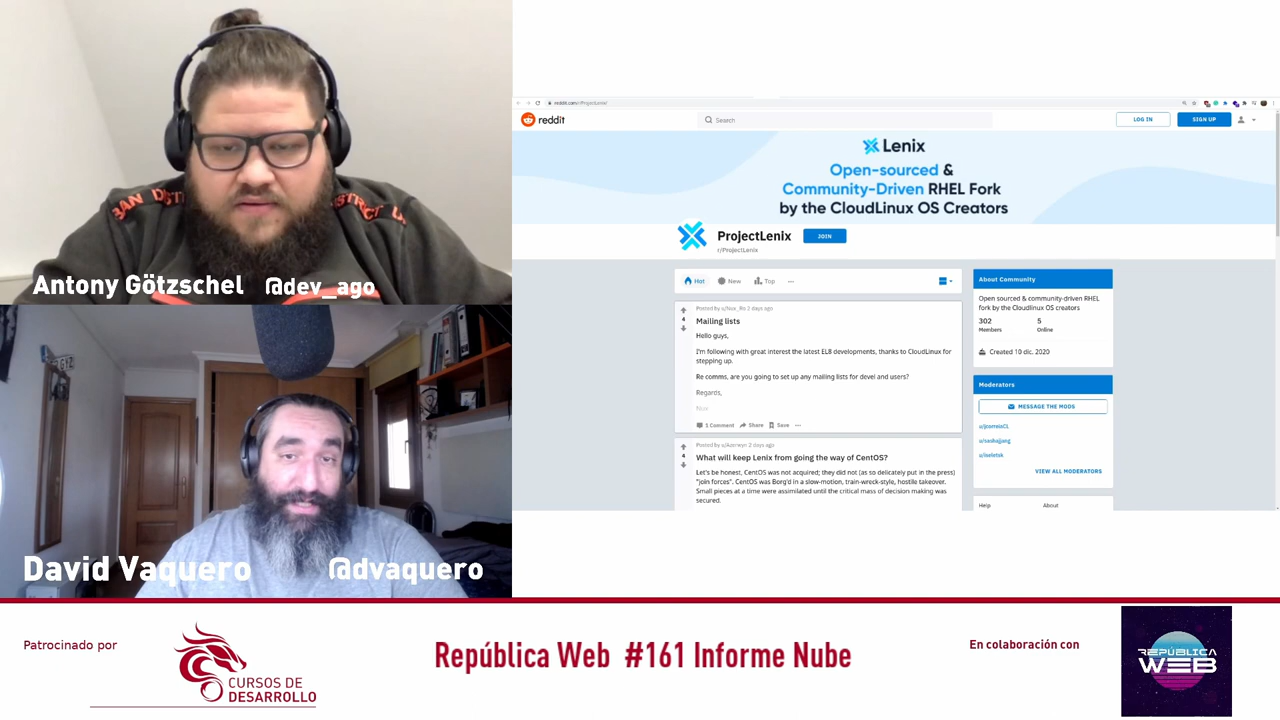 BAN DIST
STRICT U
Antony Götzschel @dev_ago
David Vaquero @dvaquero
reddit
Search
LOG IN
SIGN UP
Lenix
Open-sourced &
Community-Driven RHEL Fork
by the CloudLinux OS Creators
ProjectLenix
JOIN
r/ProjectLenix
Hot
New
Top
4
Mailing lists
Hello guys,
I'm following with great interest the latest EL8 developments, thanks to CloudLinux for
stepping up.
Re comms, are you going to set up any mailing lists for devel and users?
Regards,
1 Comment Share Save
4
What will keep Lenix from going the way of CentOS?
Let's be honest, CentOS was not acquired; they did not (as so delicately put in the press)
"join forces". CentOS was Borg'd in a slow-motion, train-wreck-style, hostile takeover.
Small pieces at a time were assimilated until the critical mass of decision making was
secured.
About Community
Open sourced & community-driven RHEL
fork by the Cloudlinux OS creators
302
Members
5
Online
Created 10 dic. 2020
Moderators
MESSAGE THE MODS
VIEW ALL MODERATORS
Help
About
Patrocinado por
CURSOS DE
DESARROLLO
República Web #161 Informe Nube
En colaboración con
REPÚBLICA
WEB